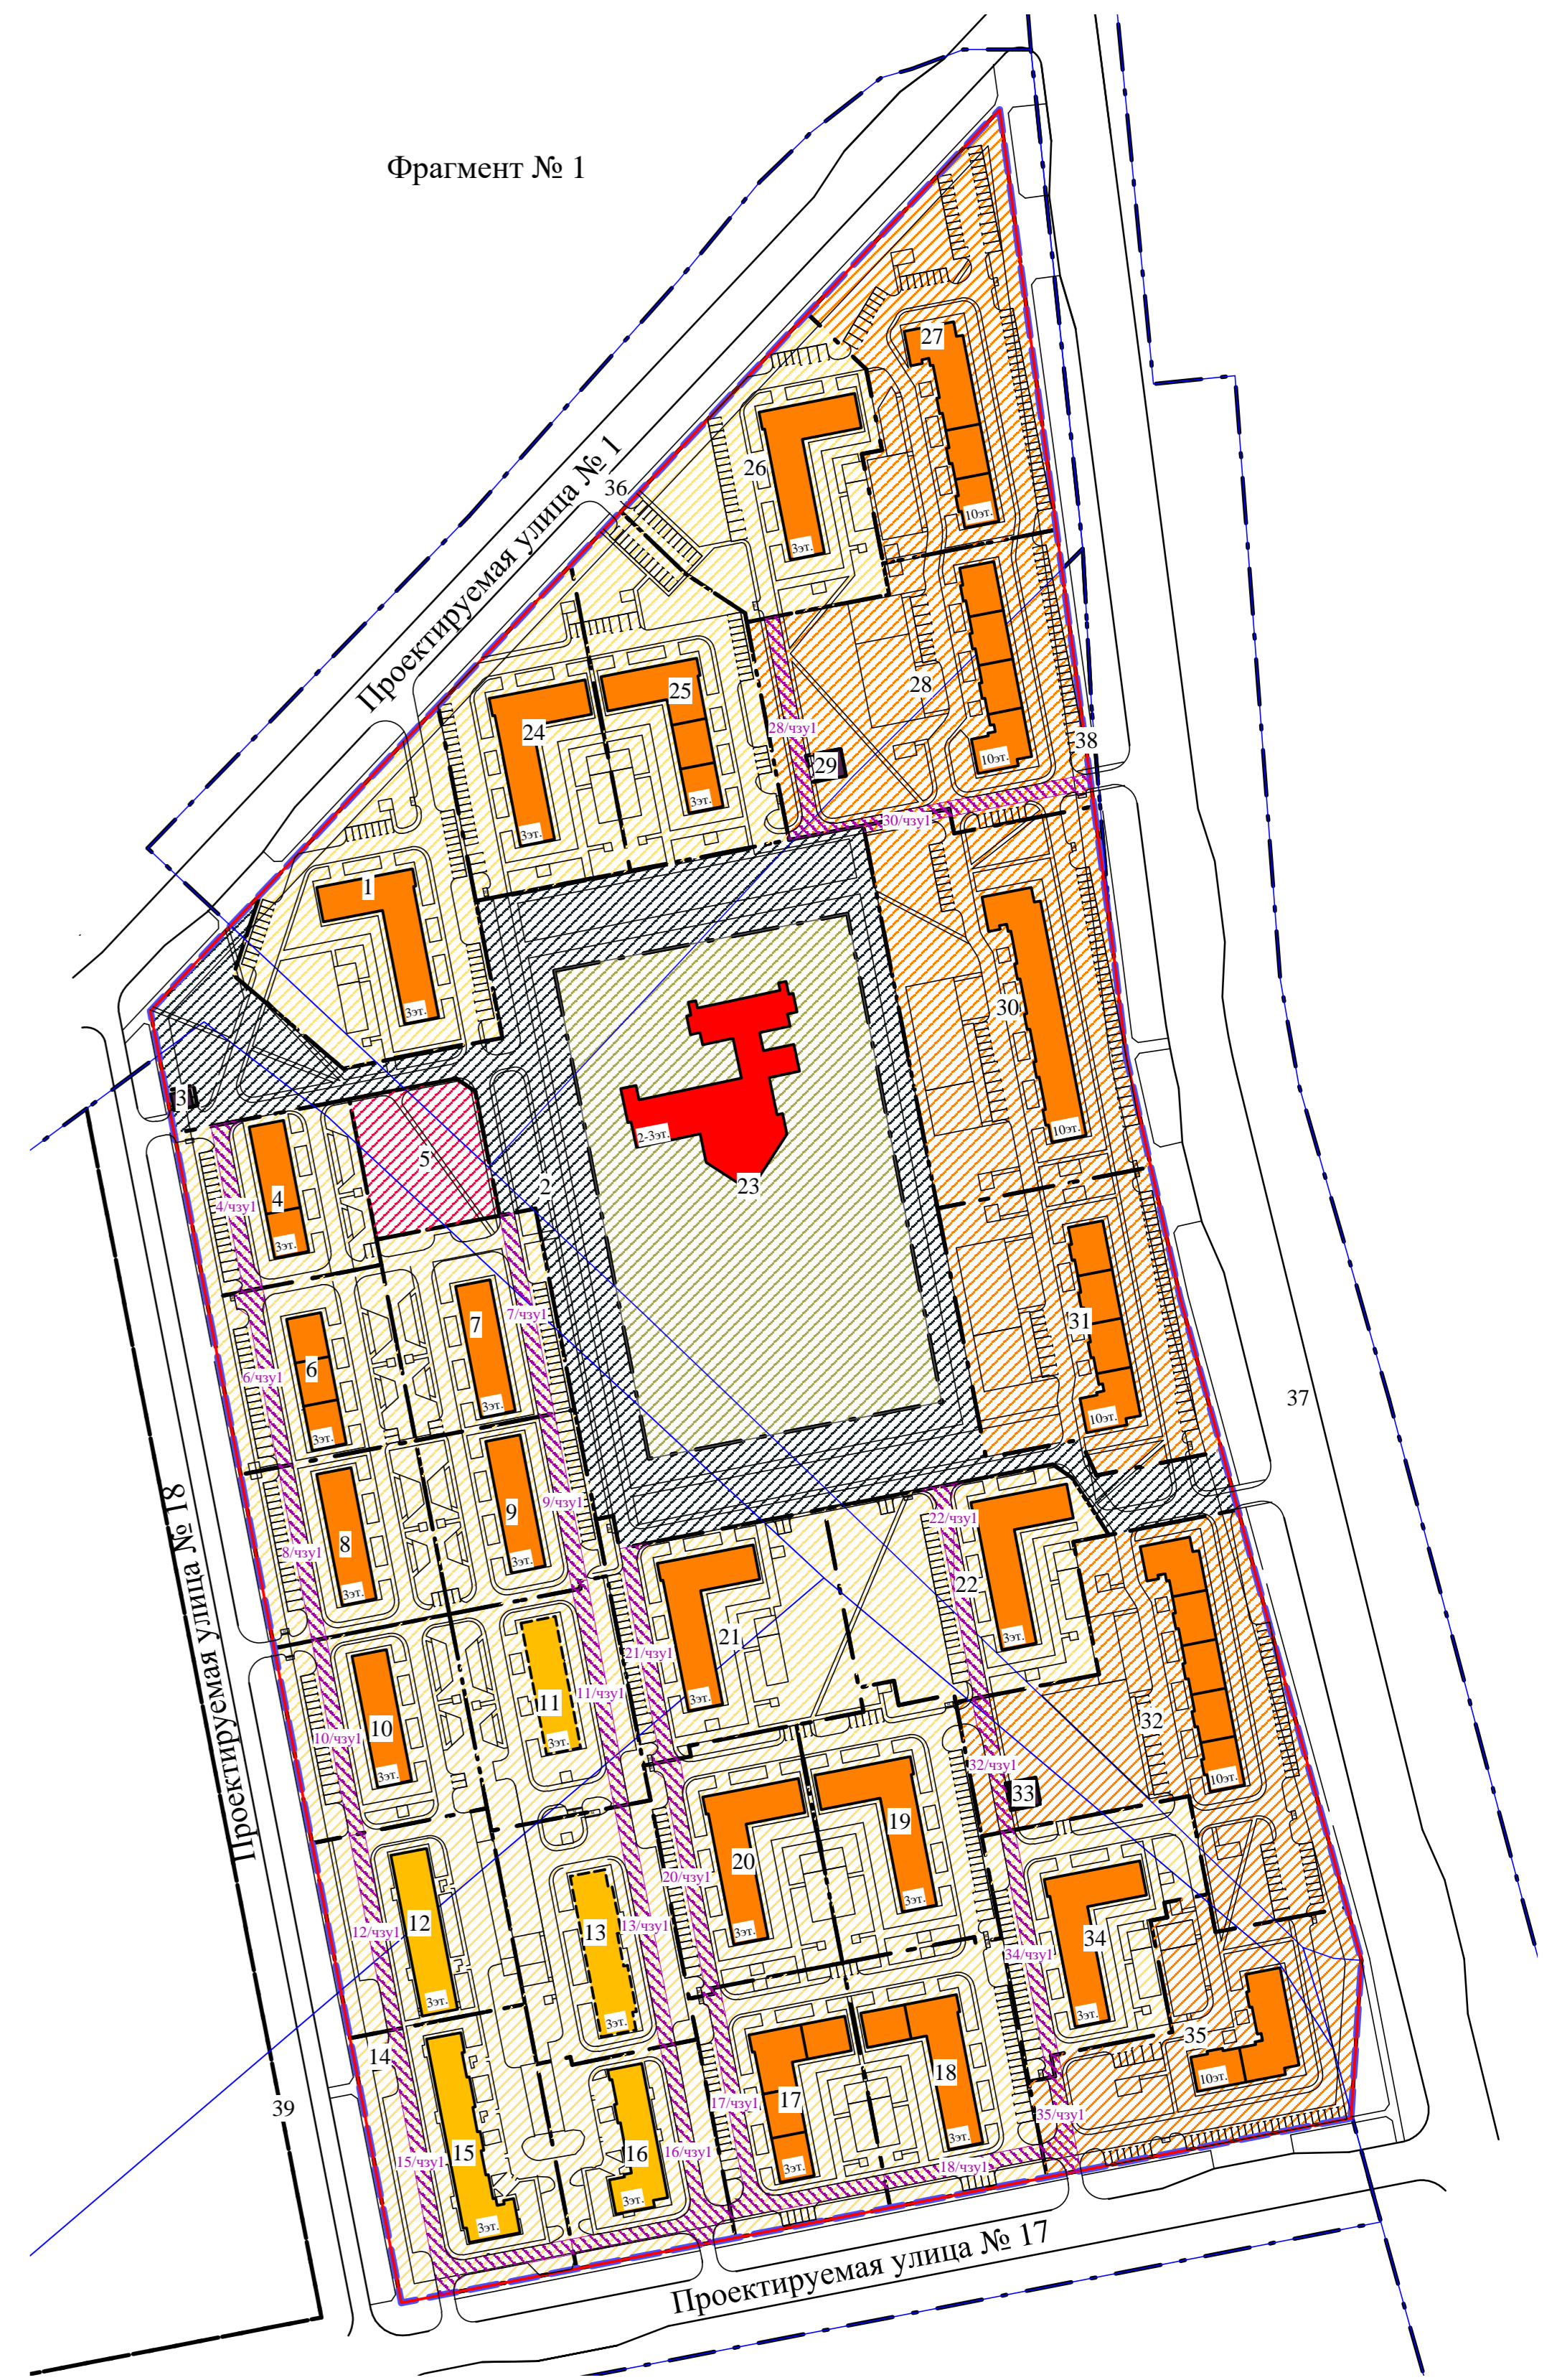 Фрагмент № 1
27
Проектируемая улица № 1
26
36
10эт.
3эт.
25
28
24
28/чзу1
38
29
10эт.
3эт.
30/чзу1
3эт.
1
3эт.
30
3
10эт.
2-3эт.
5
2
23
4
4/чзу1
3эт.
7/чзу1
7
31
6
6/чзу1
37
3эт.
10эт.
3эт.
9/чзу1
9
22/чзу1
8
8/чзу1
3эт.
22
3эт.
Проектируемая улица № 18
21
3эт.
21/чзу1
11/чзу1
11
3эт.
32
10
10/чзу1
3эт.
3эт.
32/чзу1
10эт.
33
19
20
20/чзу1
3эт.
12
12/чзу1
13
13/чзу1
3эт.
34
34/чзу1
3эт.
3эт.
3эт.
35
14
10эт.
18
17
17/чзу1
39
35/чзу1
3эт.
16
16/чзу1
15
15/чзу1
18/чзу1
3эт.
3эт.
3эт.
Проектируемая улица № 17